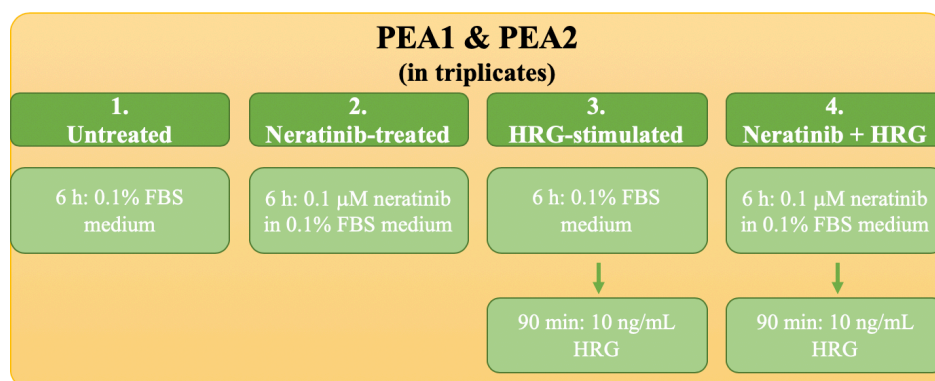 PEA1 & PEA2
(in triplicates)
1.
Untreated
2.
Neratinib-treated
3.
HRG-stimulated
4.
Neratinib + HRG
6 h: 0.1% FBS
medium
6 h: 0.1 μM neratinib
in 0.1% FBS medium
6 h: 0.1% FBS
medium
6 h: 0.1 μM neratinib
in 0.1% FBS medium
90 min: 10 ng/mL
HRG
90 min: 10 ng/mL
HRG